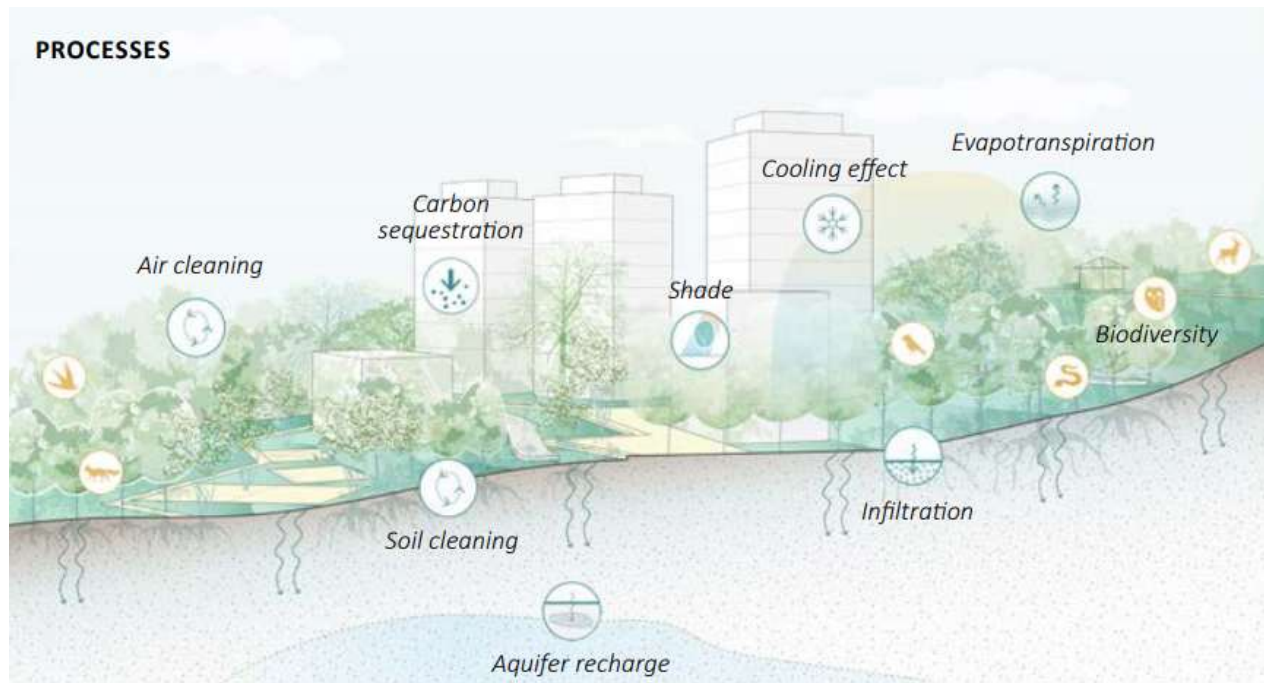 PROCESSES
Evapotranspiration
Cooling effect
Carbon
sequestration
Air cleaning
Shade
Biodiversity
Infiltration
Soil cleaning
Aquifer recharge